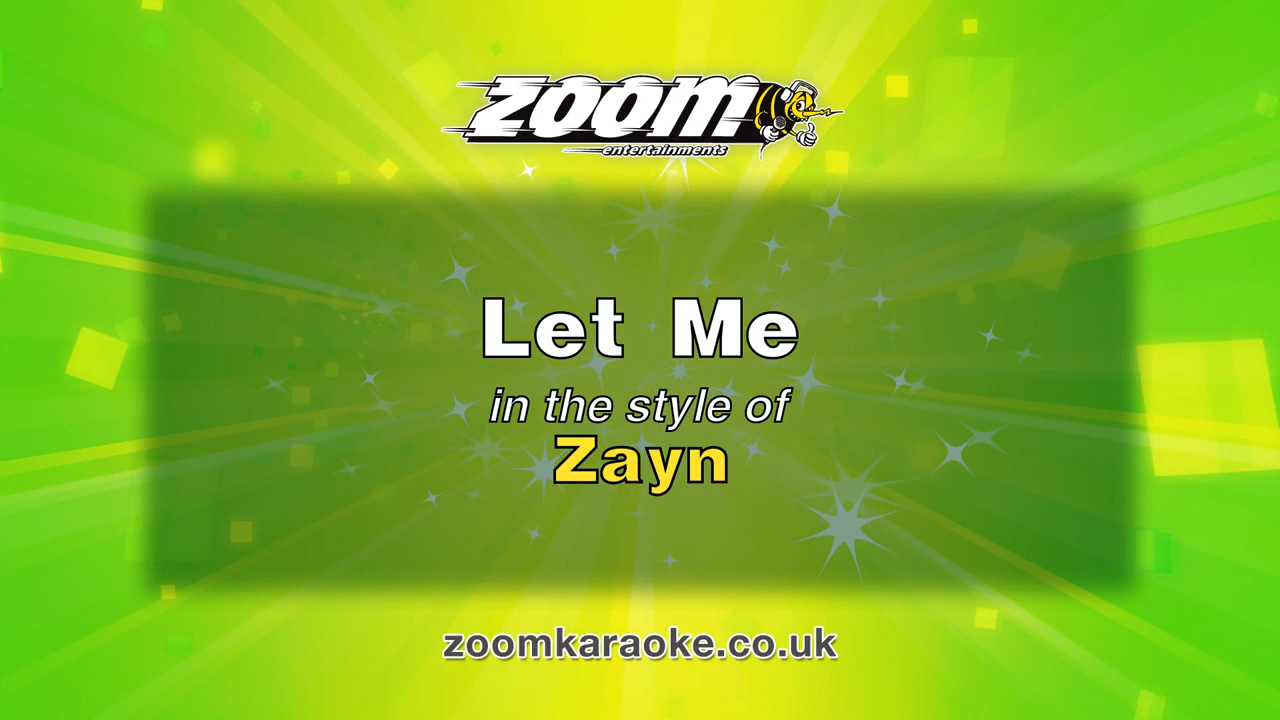 ZOOM
entertainments
Let Me
in the style of
Zayn
zoomkaraoke.co.uk